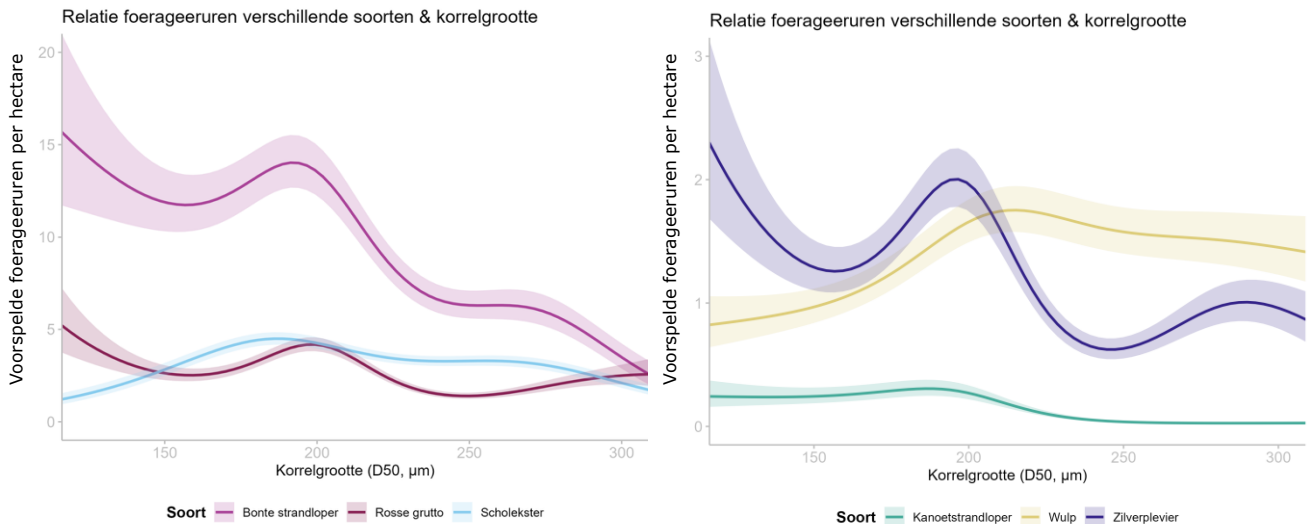 Relatie foerageeruren verschillende soorten & korrelgrootte
Voorspelde foerageeruren per hectare
20
15
10
5
0
150
200
250
300
Korrelgrootte (D50, µm)
Soort Bonte strandloper Rosse grutto Scholekster
Relatie foerageeruren verschillende soorten & korrelgrootte
Voorspelde foerageeruren per hectare
3
2
1
0
150
200
250
300
Korrelgrootte (D50, µm)
Soort Kanoetstrandloper Wulp Zilverplevier